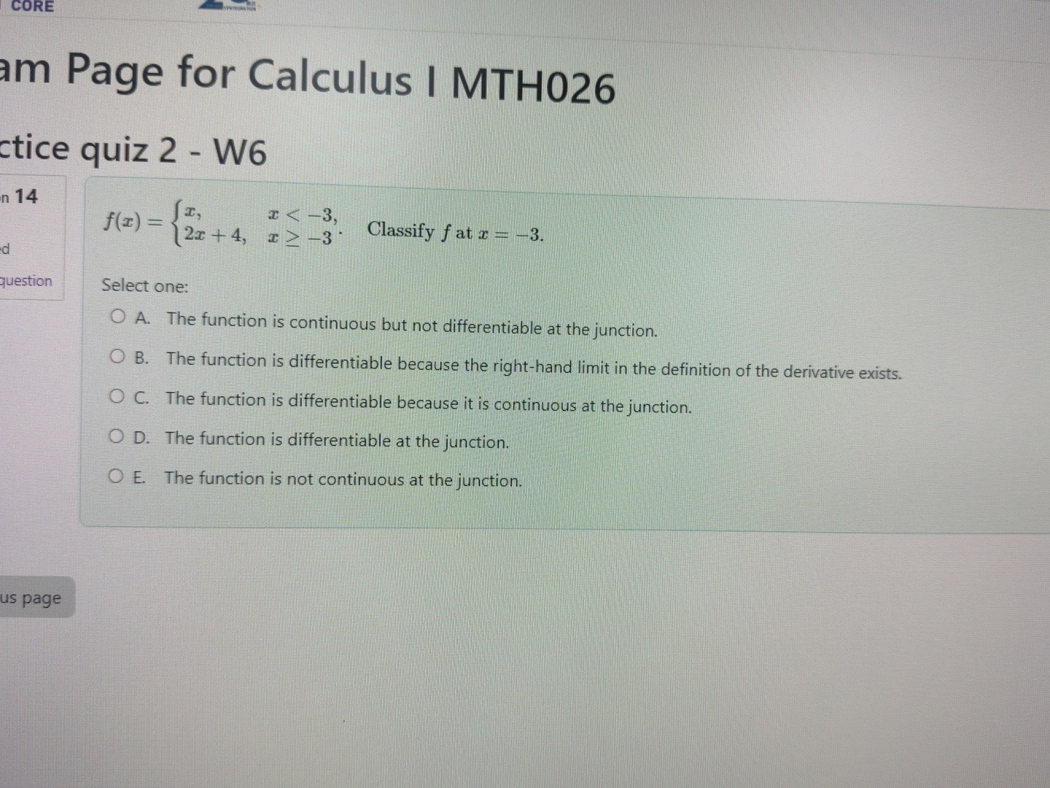 CORE
am Page for Calculus I MTH026
ctice quiz 2 - W6
n 14
ed
question
f(x) = { x, x < −3,
2x + 4, x ≥ −3 . Classify f at x = −3.
Select one:
A. The function is continuous but not differentiable at the junction.
B. The function is differentiable because the right-hand limit in the definition of the derivative exists.
C. The function is differentiable because it is continuous at the junction.
D. The function is differentiable at the junction.
E. The function is not continuous at the junction.
us page